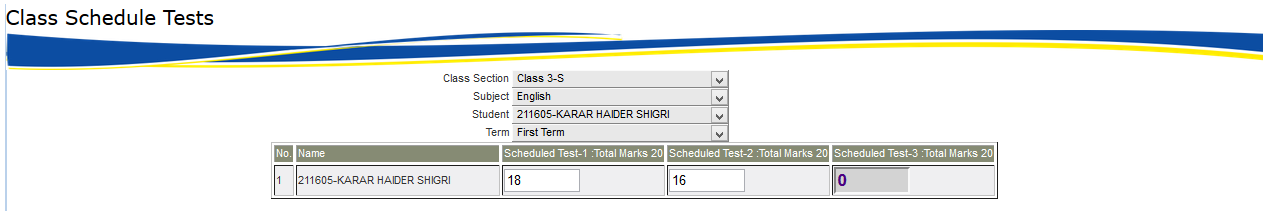 Class Schedule Tests
Class Section Class 3-S
Subject English
Student 211605-KARAR HAIDER SHIGRI
Term First Term
No. Name Scheduled Test-1 :Total Marks 20 Scheduled Test-2 :Total Marks 20 Scheduled Test-3 :Total Marks 20
1 211605-KARAR HAIDER SHIGRI 18 16 0